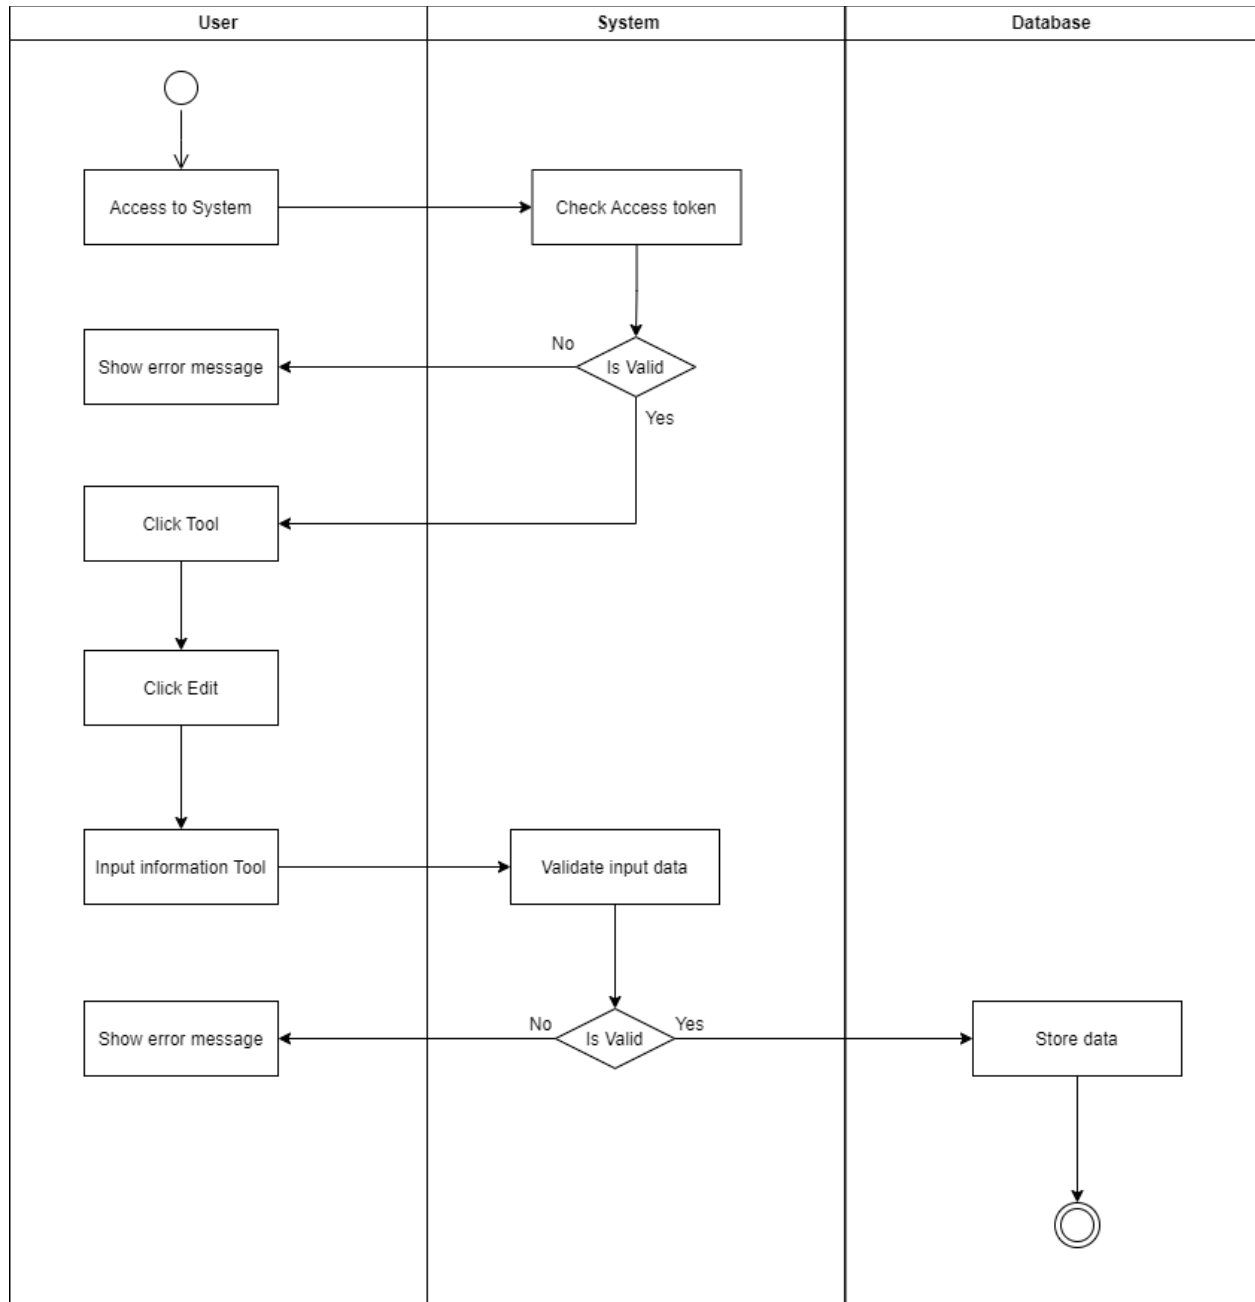 User
System
Database
Access to System
Check Access token
Show error message
No
Is Valid
Yes
Click Tool
Click Edit
Input information Tool
Validate input data
Show error message
No
Is Valid
Yes
Store data